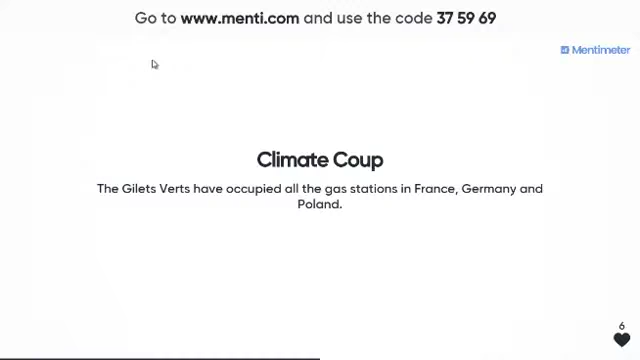 Go to www.menti.com and use the code 37 59 69
Mentimeter
Climate Coup
The Gilets Verts have occupied all the gas stations in France, Germany and
Poland.
6